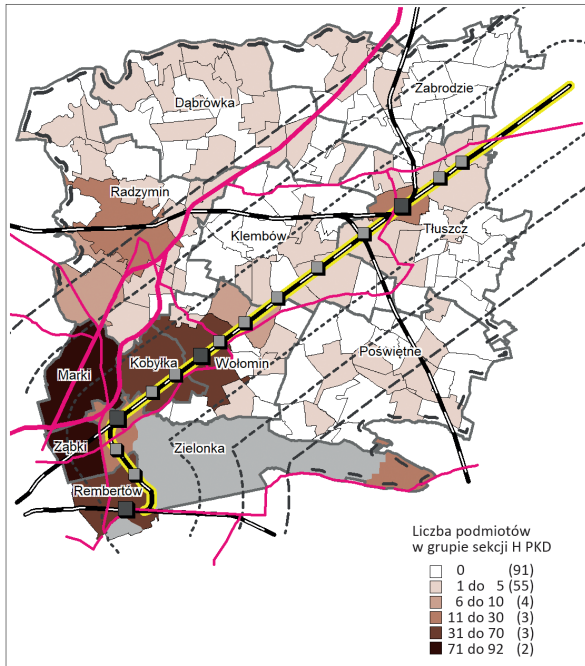 Zabrodzie
Dąbrówka
Radzymin
Klembów
Tłuszcz
Poświętne
Kobyłka
Wołomin
Marki
Ząbki
Zielonka
Rembertów
Liczba podmiotów
w grupie sekcji H PKD
0 (91)
1 do 5 (55)
6 do 10 (4)
11 do 30 (3)
31 do 70 (3)
71 do 92 (2)